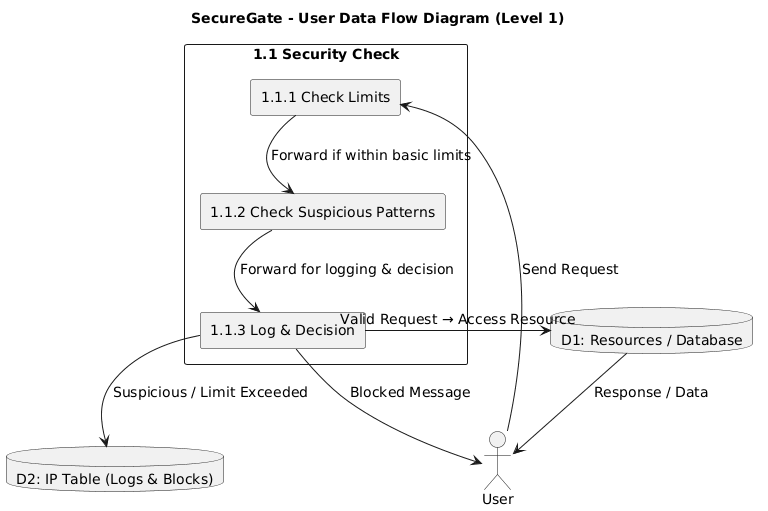 SecureGate - User Data Flow Diagram (Level 1)
1.1 Security Check
1.1.1 Check Limits
Forward if within basic limits
1.1.2 Check Suspicious Patterns
Forward for logging & decision
Send Request
Valid Request → Access Resource
1.1.3 Log & Decision
D1: Resources / Database
Suspicious / Limit Exceeded
Blocked Message
Response / Data
D2: IP Table (Logs & Blocks)
User